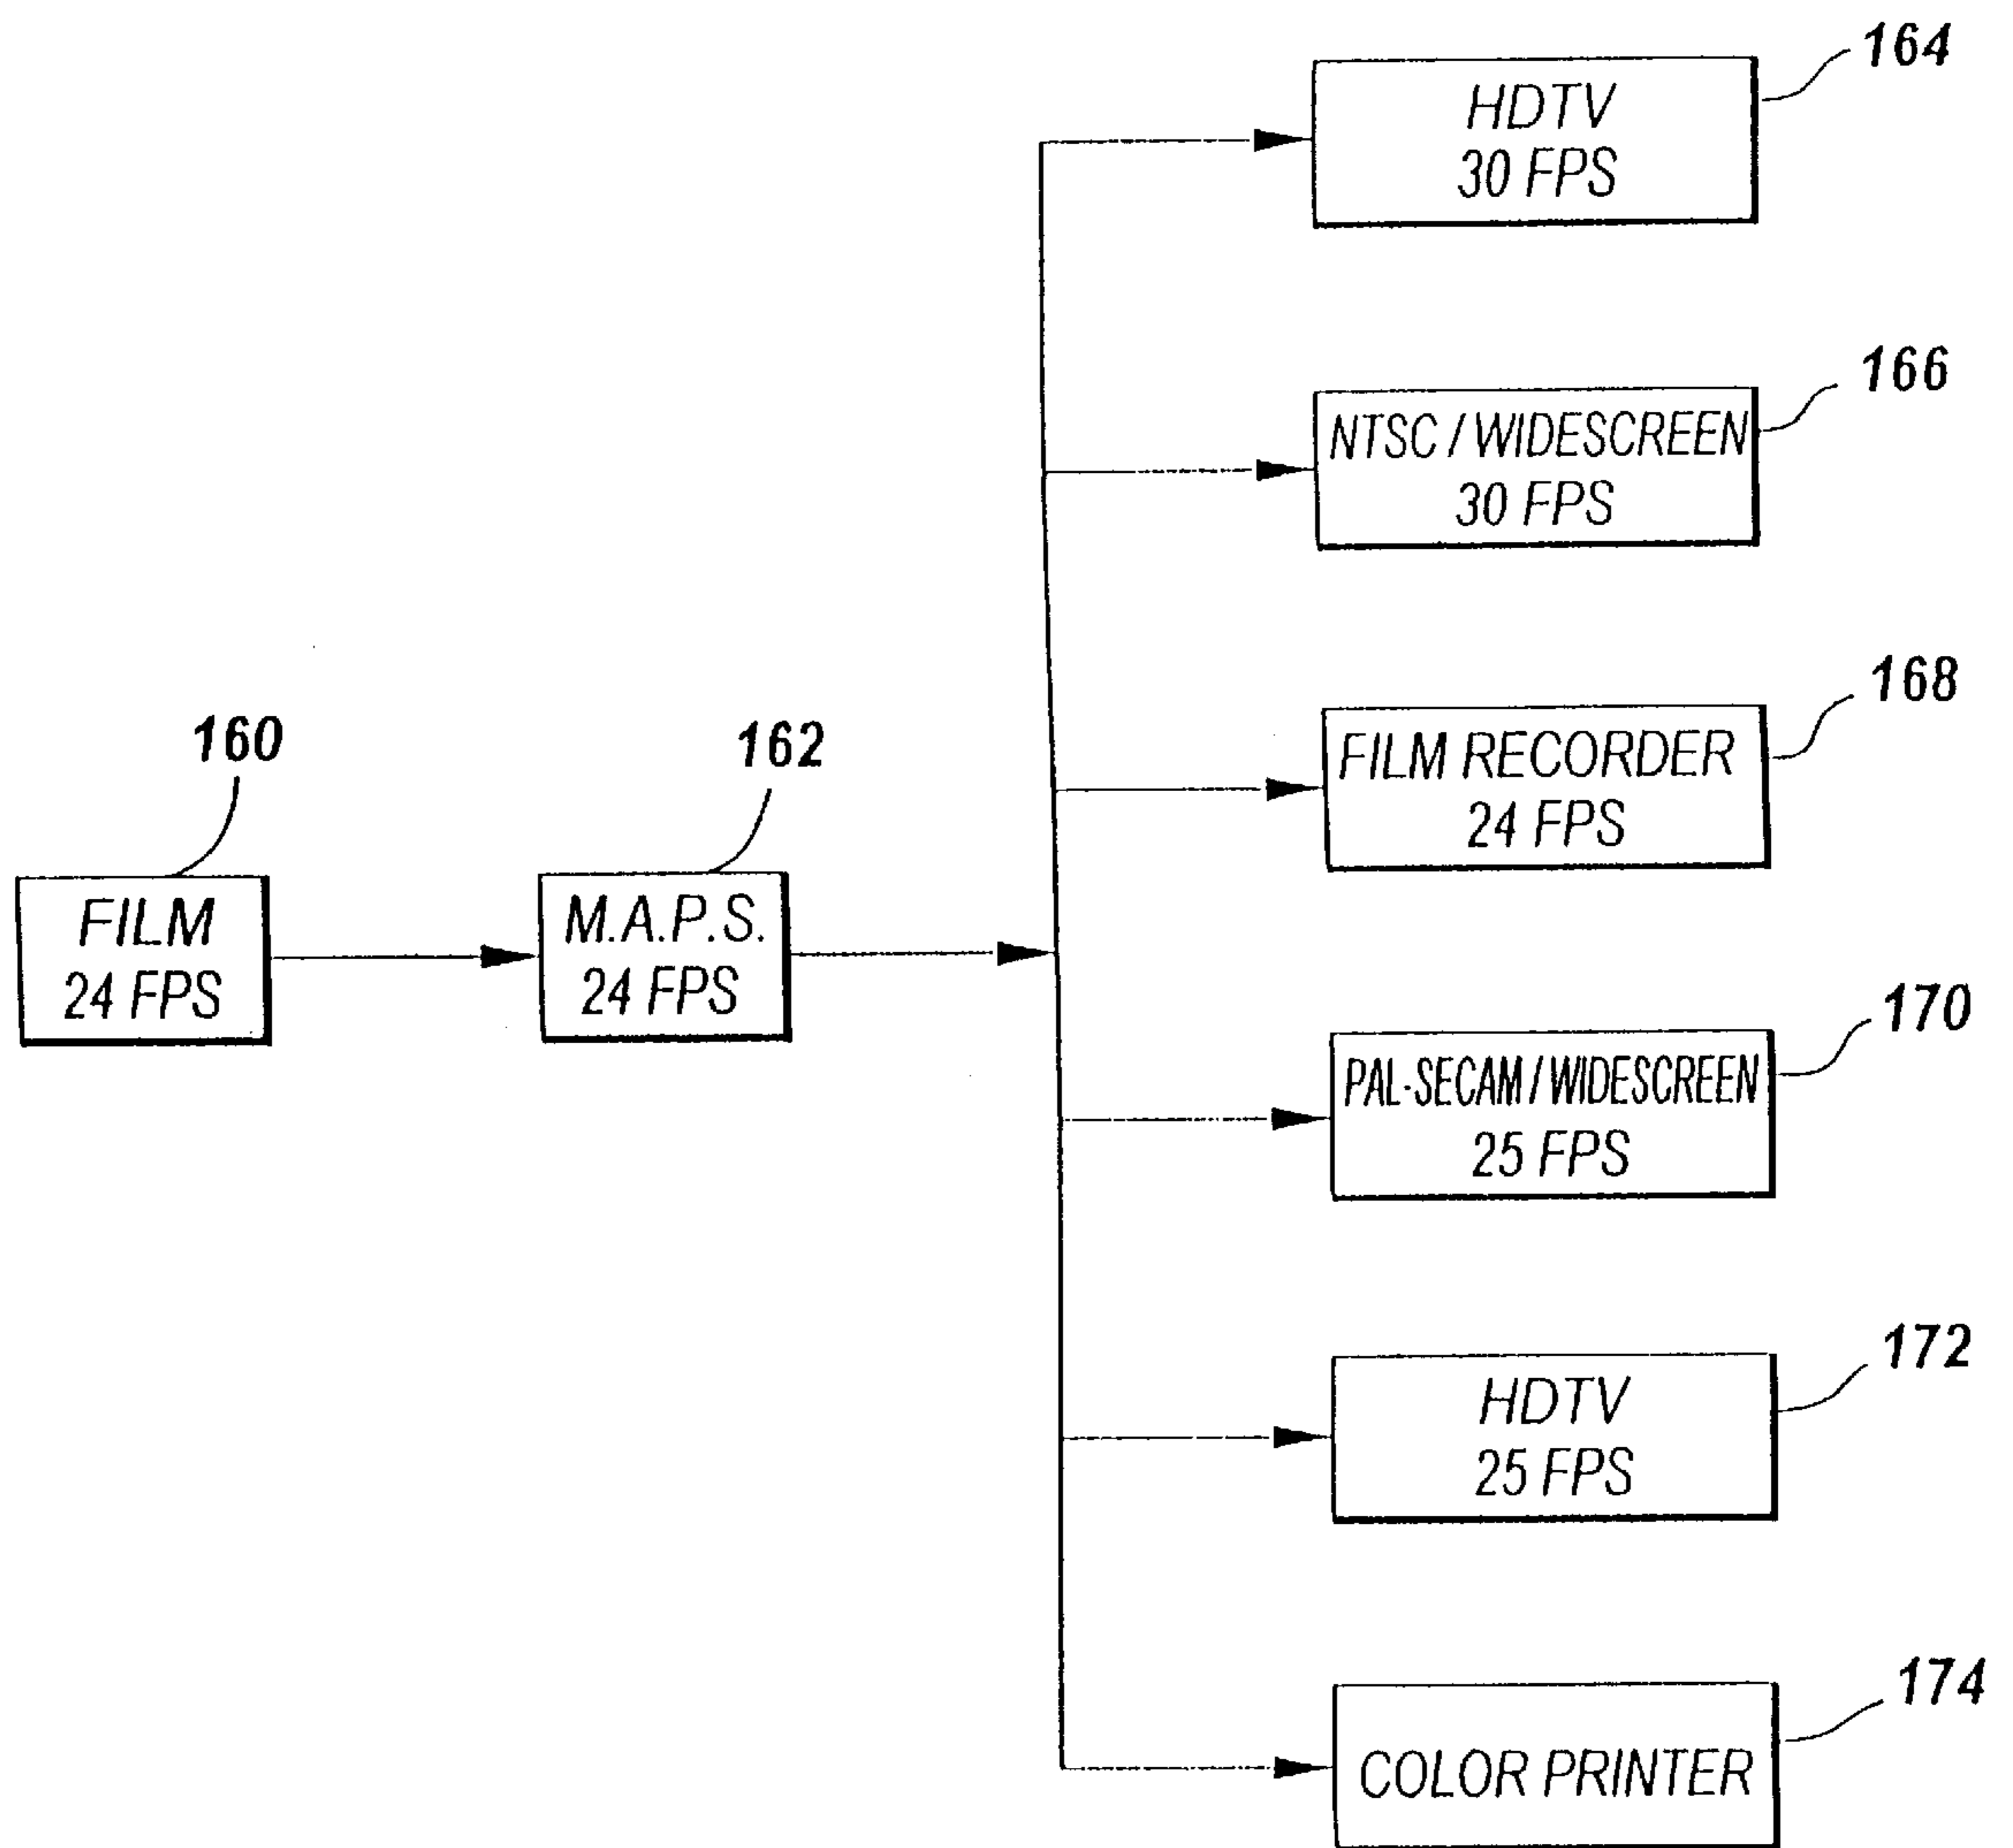 164
HDTV
30 FPS
166
NTSC / WIDESCREEN
30 FPS
168
FILM RECORDER
24 FPS
160
FILM
24 FPS
162
M.A.P.S.
24 FPS
170
PAL-SECAM / WIDESCREEN
25 FPS
172
HDTV
25 FPS
174
COLOR PRINTER